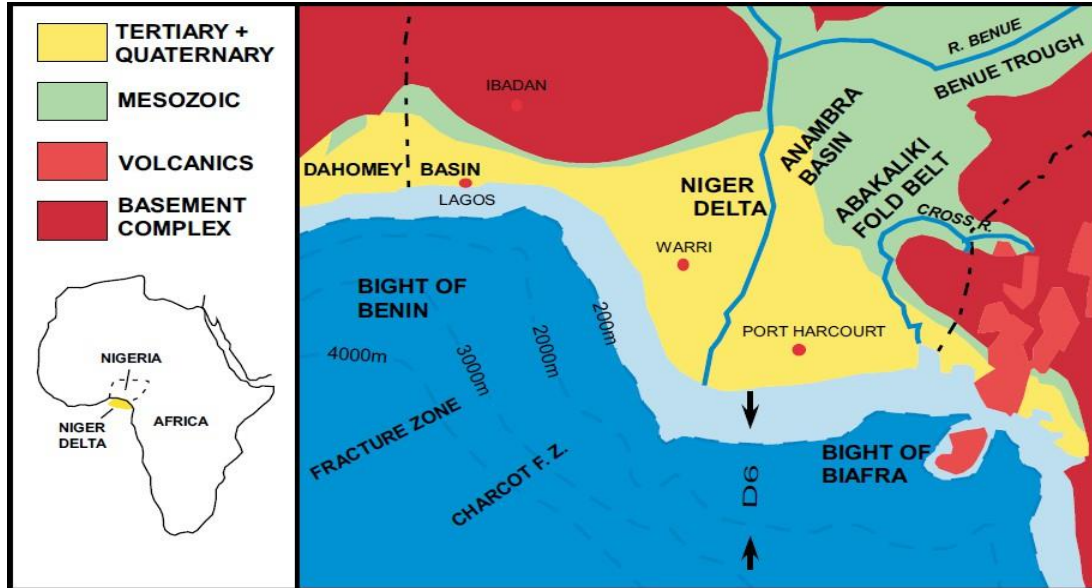 TERTIARY +
QUATERNARY
MESOZOIC
VOLCANICS
BASEMENT
COMPLEX
NIGERIA
AFRICA
NIGER
DELTA
R. BENUE
BENUE TROUGH
IBADAN
ANAMBRA
BASIN
DAHOMEY BASIN
LAGOS
NIGER
DELTA
ABAKALIKI
FOLD BELT
CROSS R.
WARRI
BIGHT OF
BENIN
PORT HARCOURT
200m
2000m
3000m
4000m
FRACTURE ZONE
CHARCOT F. Z.
BIGHT OF
BIAFRA
D6